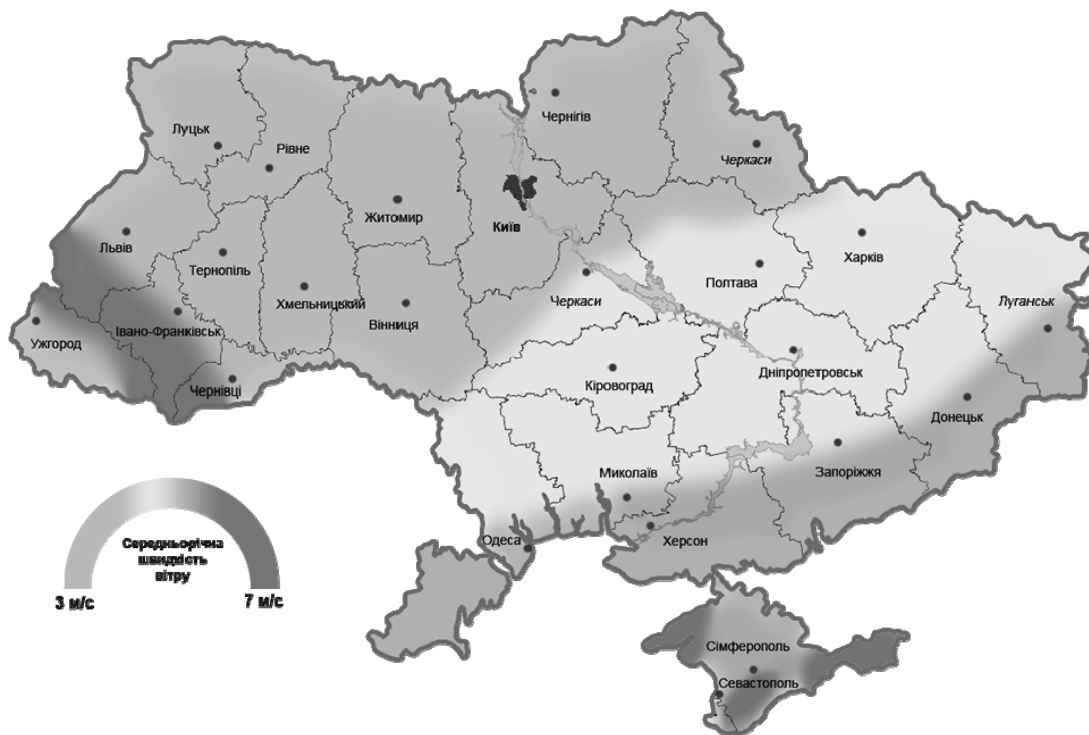 Чернігів
Луцьк
Рівне
Черкаси
Житомир
Київ
Львів
Тернопіль
Харків
Черкаси
Полтава
Хмельницький
Вінниця
Луганськ
Івано-Франківськ
Ужгород
Дніпропетровськ
Чернівці
Кіровоград
Донецьк
Запоріжжя
Миколаїв
Одеса
Херсон
Середньорічна
швидкість
вітру
3 м/с
7 м/с
Сімферополь
Севастополь